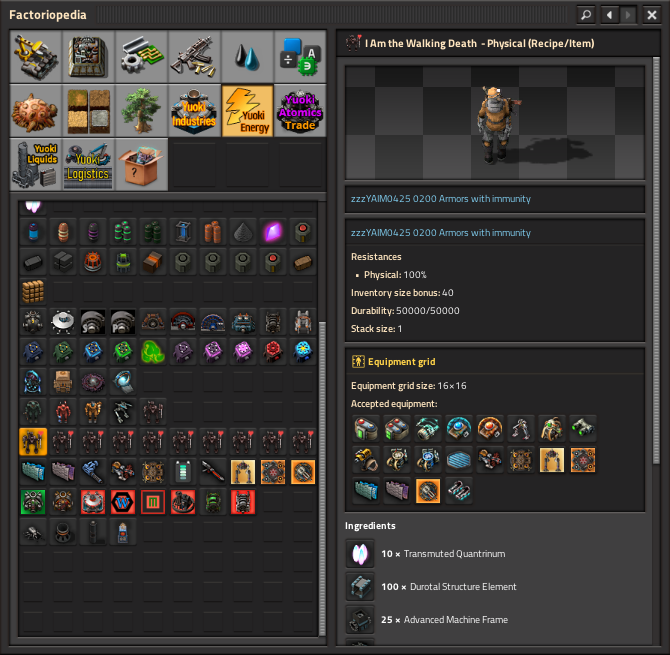 Factoriopedia
I Am the Walking Death - Physical (Recipe/Item)
A
Yuoki
Industries
Yuoki
Energy
Yuoki
Atomics
Trade
Yuoki
Liquids
Yuoki
Logistics
?
zzzYAIM0425 0200 Armors with immunity
zzzYAIM0425 0200 Armors with immunity
Resistances
• Physical: 100%
Inventory size bonus: 40
Durability: 50000/50000
Stack size: 1
Equipment grid
Equipment grid size: 16×16
Accepted equipment:
Ingredients
10 × Transmuted Quantrinum
100 × Durotal Structure Element
25 × Advanced Machine Frame